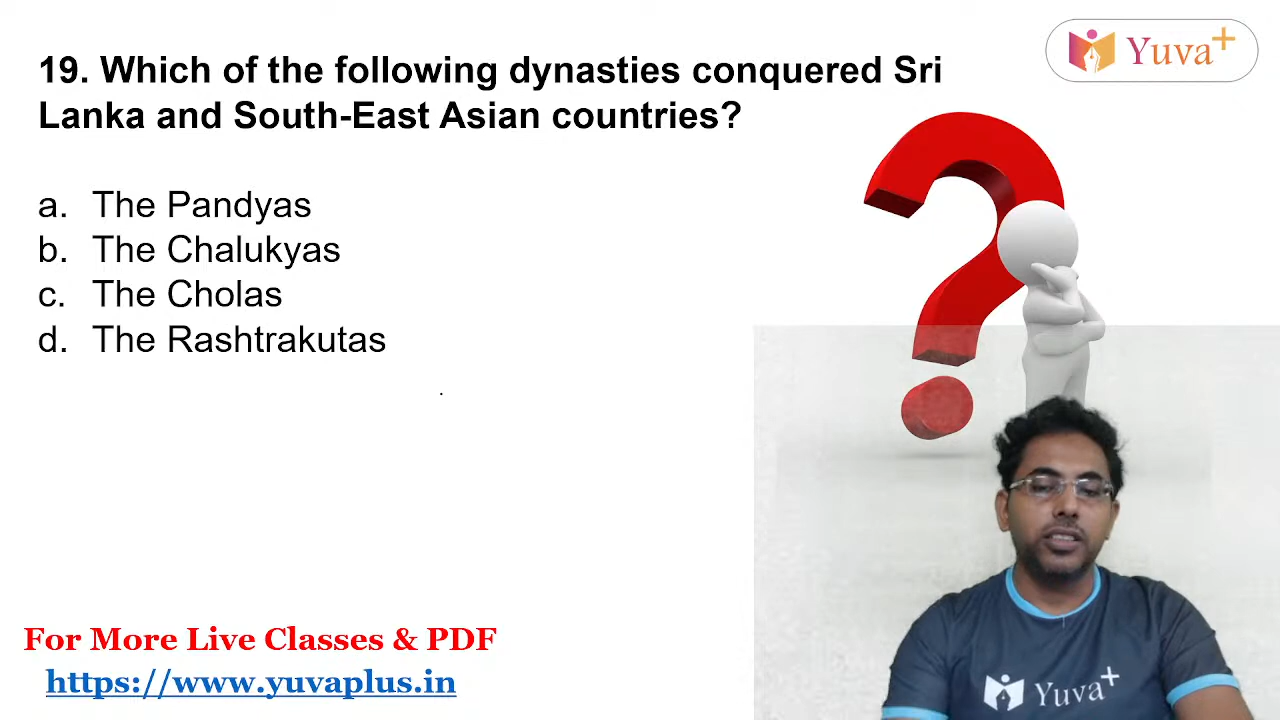 19. Which of the following dynasties conquered Sri
Lanka and South-East Asian countries?
Yuva+
a. The Pandyas
b. The Chalukyas
c. The Cholas
d. The Rashtrakutas
For More Live Classes & PDF
https://www.yuvaplus.in
Yuva+